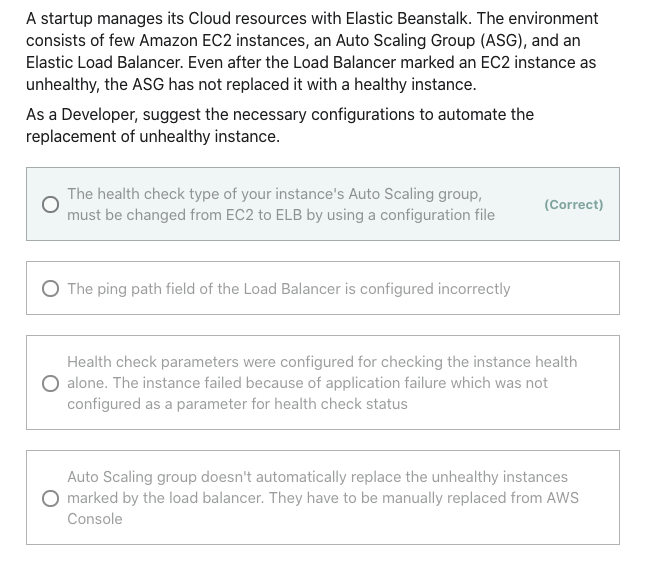 A startup manages its Cloud resources with Elastic Beanstalk. The environment
consists of few Amazon EC2 instances, an Auto Scaling Group (ASG), and an
Elastic Load Balancer. Even after the Load Balancer marked an EC2 instance as
unhealthy, the ASG has not replaced it with a healthy instance.
As a Developer, suggest the necessary configurations to automate the
replacement of unhealthy instance.
The health check type of your instance's Auto Scaling group,
must be changed from EC2 to ELB by using a configuration file
(Correct)
The ping path field of the Load Balancer is configured incorrectly
Health check parameters were configured for checking the instance health
alone. The instance failed because of application failure which was not
configured as a parameter for health check status
Auto Scaling group doesn't automatically replace the unhealthy instances
marked by the load balancer. They have to be manually replaced from AWS
Console